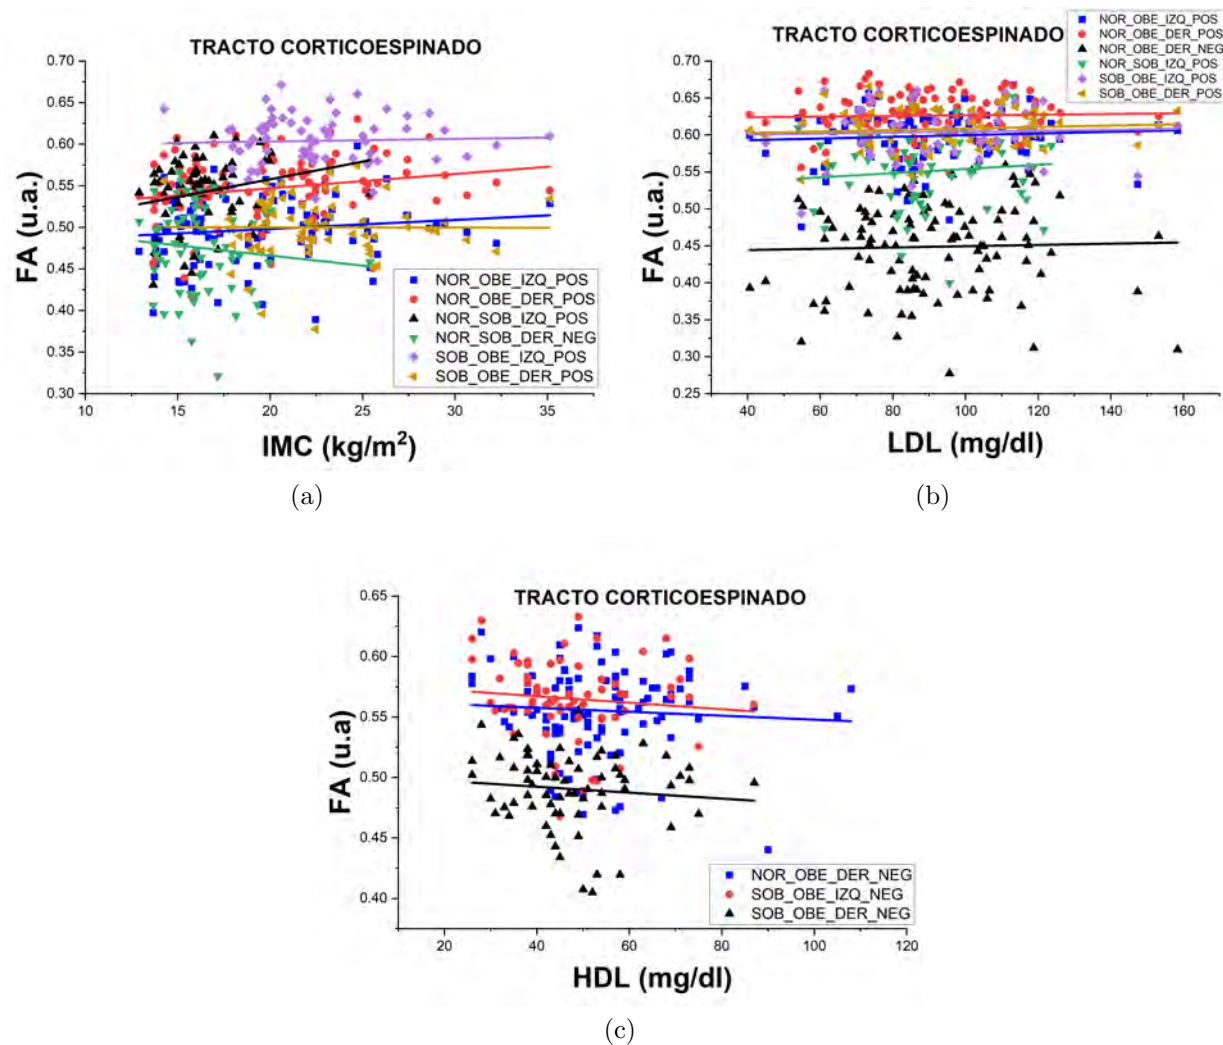 TRACTO CORTICOESPINADO
FA (u.a.)
0.70
0.65
0.60
0.55
0.50
0.45
0.40
0.35
0.30
10
15
20
25
30
35
NOR_OBE_IZQ_POS
NOR_OBE_DER_POS
NOR_SOB_IZQ_POS
NOR_SOB_DER_NEG
SOB_OBE_IZQ_POS
SOB_OBE_DER_POS
IMC (kg/m²)
(a)
TRACTO CORTICOESPINADO
NOR_OBE_IZQ_POS
NOR_OBE_DER_POS
NOR_OBE_DER_NEG
NOR_SOB_IZQ_POS
SOB_OBE_IZQ_POS
SOB_OBE_DER_POS
FA (u.a.)
0.70
0.65
0.60
0.55
0.50
0.45
0.40
0.35
0.30
0.25
40
60
80
100
120
140
160
LDL (mg/dl)
(b)
TRACTO CORTICOESPINADO
FA (u.a)
0.65
0.60
0.55
0.50
0.45
0.40
20
40
60
80
100
120
NOR_OBE_DER_NEG
SOB_OBE_IZQ_NEG
SOB_OBE_DER_NEG
HDL (mg/dl)
(c)